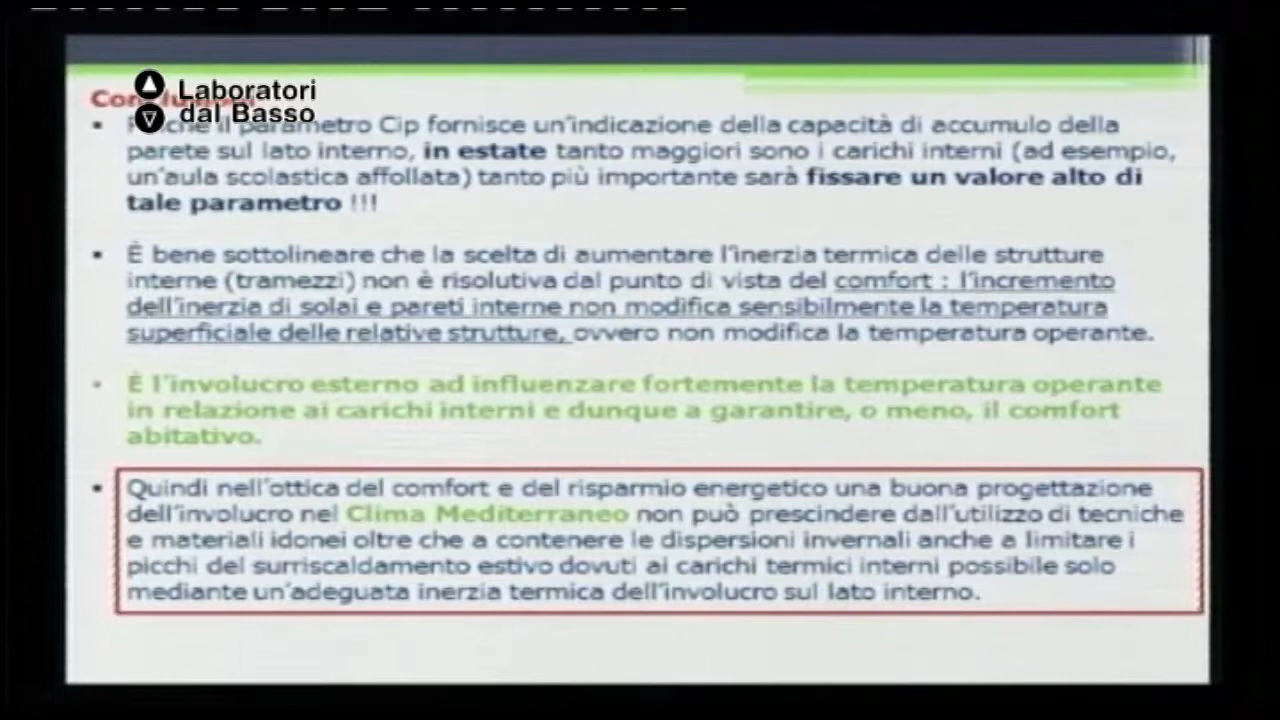 Laboratori
dal Basso
il parametro Cip fornisce un'indicazione della capacità di accumulo della
parete sul lato interno, in estate tanto maggiori sono i carichi interni (ad esempio,
un'aula scolastica affollata) tanto più importante sarà fissare un valore alto di
tale parametro !!!
▪ È bene sottolineare che la scelta di aumentare l'inerzia termica delle strutture
interne (tramezzi) non è risolutiva dal punto di vista del comfort : l'incremento
dell'inerzia di solai e pareti interne non modifica sensibilmente la temperatura
superficiale delle relative strutture, ovvero non modifica la temperatura operante.
▪ È l'involucro esterno ad influenzare fortemente la temperatura operante
in relazione ai carichi interni e dunque a garantire, o meno, il comfort
abitativo.
▪ Quindi nell'ottica del comfort e del risparmio energetico una buona progettazione
dell'involucro nel Clima Mediterraneo non può prescindere dall'utilizzo di tecniche
e materiali idonei oltre che a contenere le dispersioni invernali anche a limitare i
picchi del surriscaldamento estivo dovuti ai carichi termici interni possibile solo
mediante un'adeguata inerzia termica dell'involucro sul lato interno.